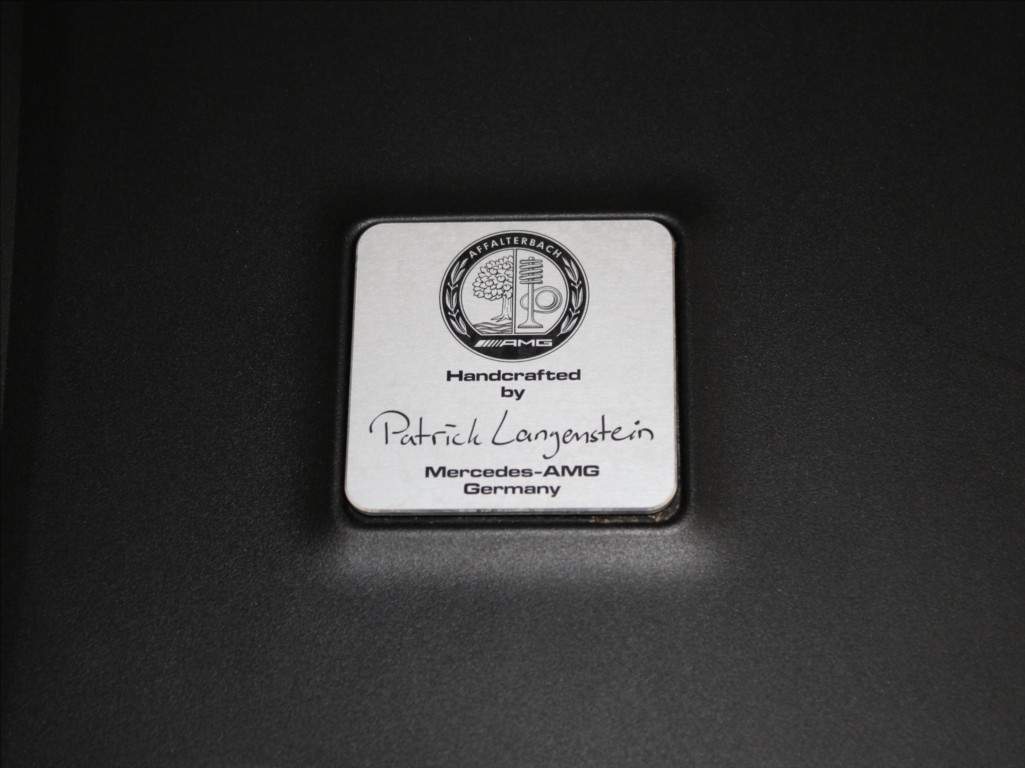 AFFALTERBACH
AMG
Handcrafted
by
Patrick Langenstein
Mercedes-AMG
Germany